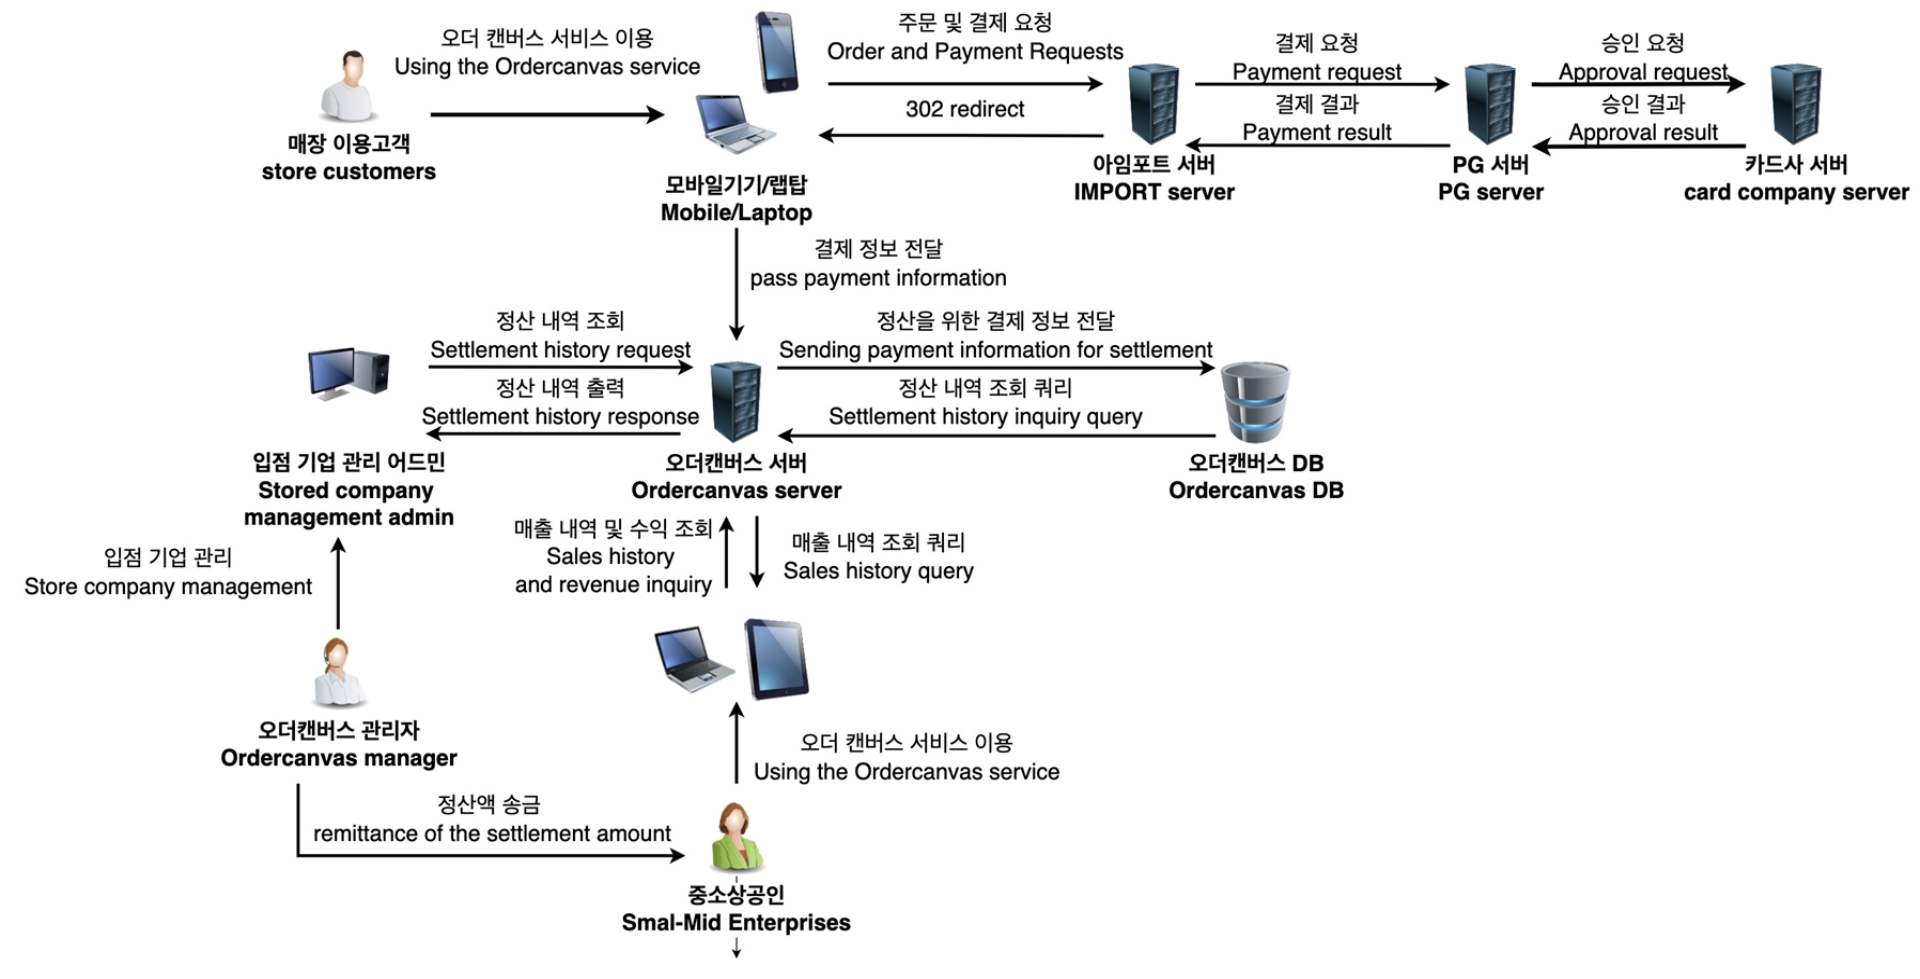 오더 캔버스 서비스 이용
Using the Ordercanvas service
매장 이용고객
store customers
모바일기기/랩탑
Mobile/Laptop
주문 및 결제 요청
Order and Payment Requests
302 redirect
아임포트 서버
IMPORT server
결제 요청
Payment request
결제 결과
Payment result
PG 서버
PG server
승인 요청
Approval request
승인 결과
Approval result
카드사 서버
card company server
결제 정보 전달
pass payment information
정산 내역 조회
Settlement history request
정산 내역 출력
Settlement history response
정산을 위한 결제 정보 전달
Sending payment information for settlement
정산 내역 조회 쿼리
Settlement history inquiry query
입점 기업 관리 어드민
Stored company
management admin
오더캔버스 서버
Ordercanvas server
오더캔버스 DB
Ordercanvas DB
입점 기업 관리
Store company management
매출 내역 및 수익 조회
Sales history
and revenue inquiry
매출 내역 조회 쿼리
Sales history query
오더캔버스 관리자
Ordercanvas manager
오더 캔버스 서비스 이용
Using the Ordercanvas service
정산액 송금
remittance of the settlement amount
중소상공인
Smal-Mid Enterprises